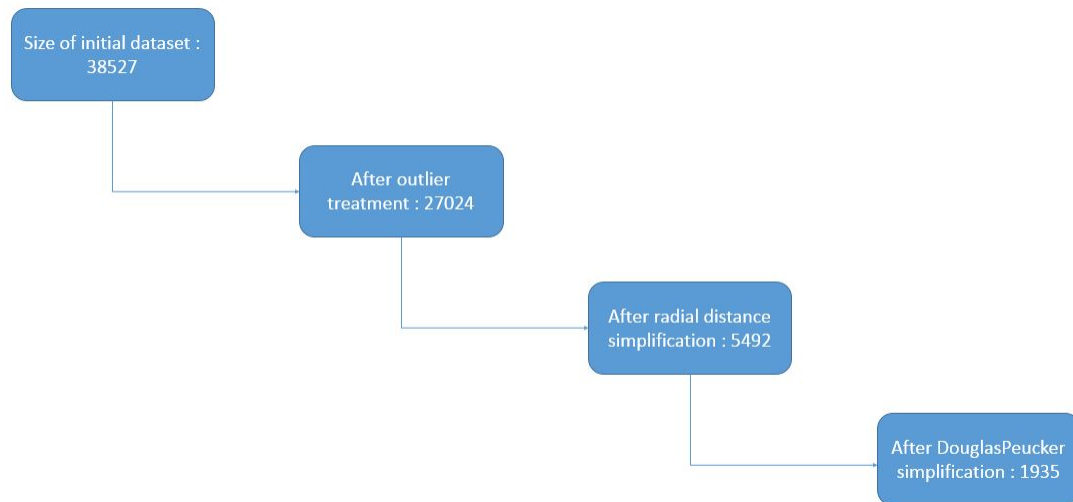 Size of initial dataset :
38527
After outlier
treatment : 27024
After radial distance
simplification : 5492
After DouglasPeucker
simplification : 1935